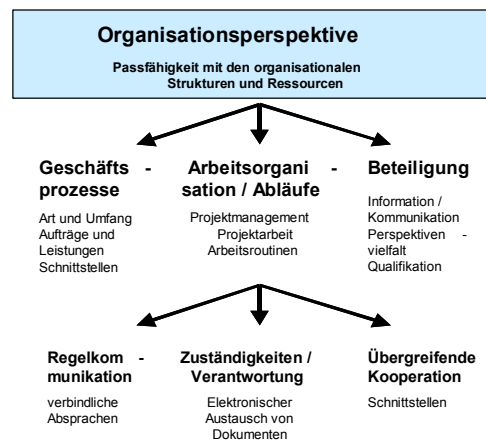 Organisationsperspektive
Passfähigkeit mit den organisationalen
Strukturen und Ressourcen
Geschäfts -
prozesse
Art und Umfang
Aufträge und
Leistungen
Schnittstellen
Arbeitsorgani -
sation / Abläufe
Projektmanagement
Projektarbeit
Arbeitsroutinen
Beteiligung
Information /
Kommunikation
Perspektiven -
vielfalt
Qualifikation
Regelkom -
munikation
verbindliche
Absprachen
Zuständigkeiten /
Verantwortung
Elektronischer
Austausch von
Dokumenten
Übergreifende
Kooperation
Schnittstellen